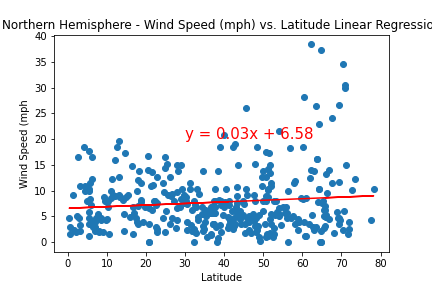 Northern Hemisphere - Wind Speed (mph) vs. Latitude Linear Regressio
40
35
30
25
20
15
10
5
0
Wind Speed (mph
y = 0.03x + 6.58
0 10 20 30 40 50 60 70 80
Latitude